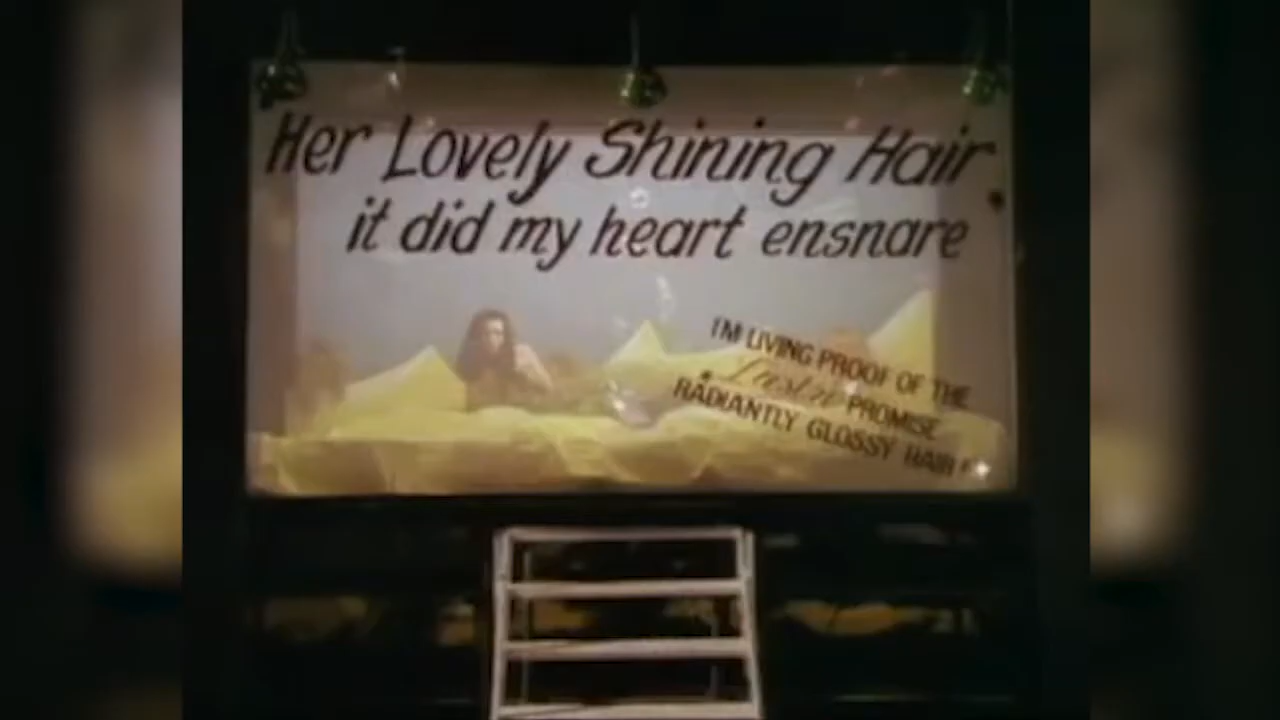 Her Lovely Shining Hair
it did my heart ensnare
I'M LIVING PROOF OF THE
PROMISE
RADIANTLY GLOSSY HAIR